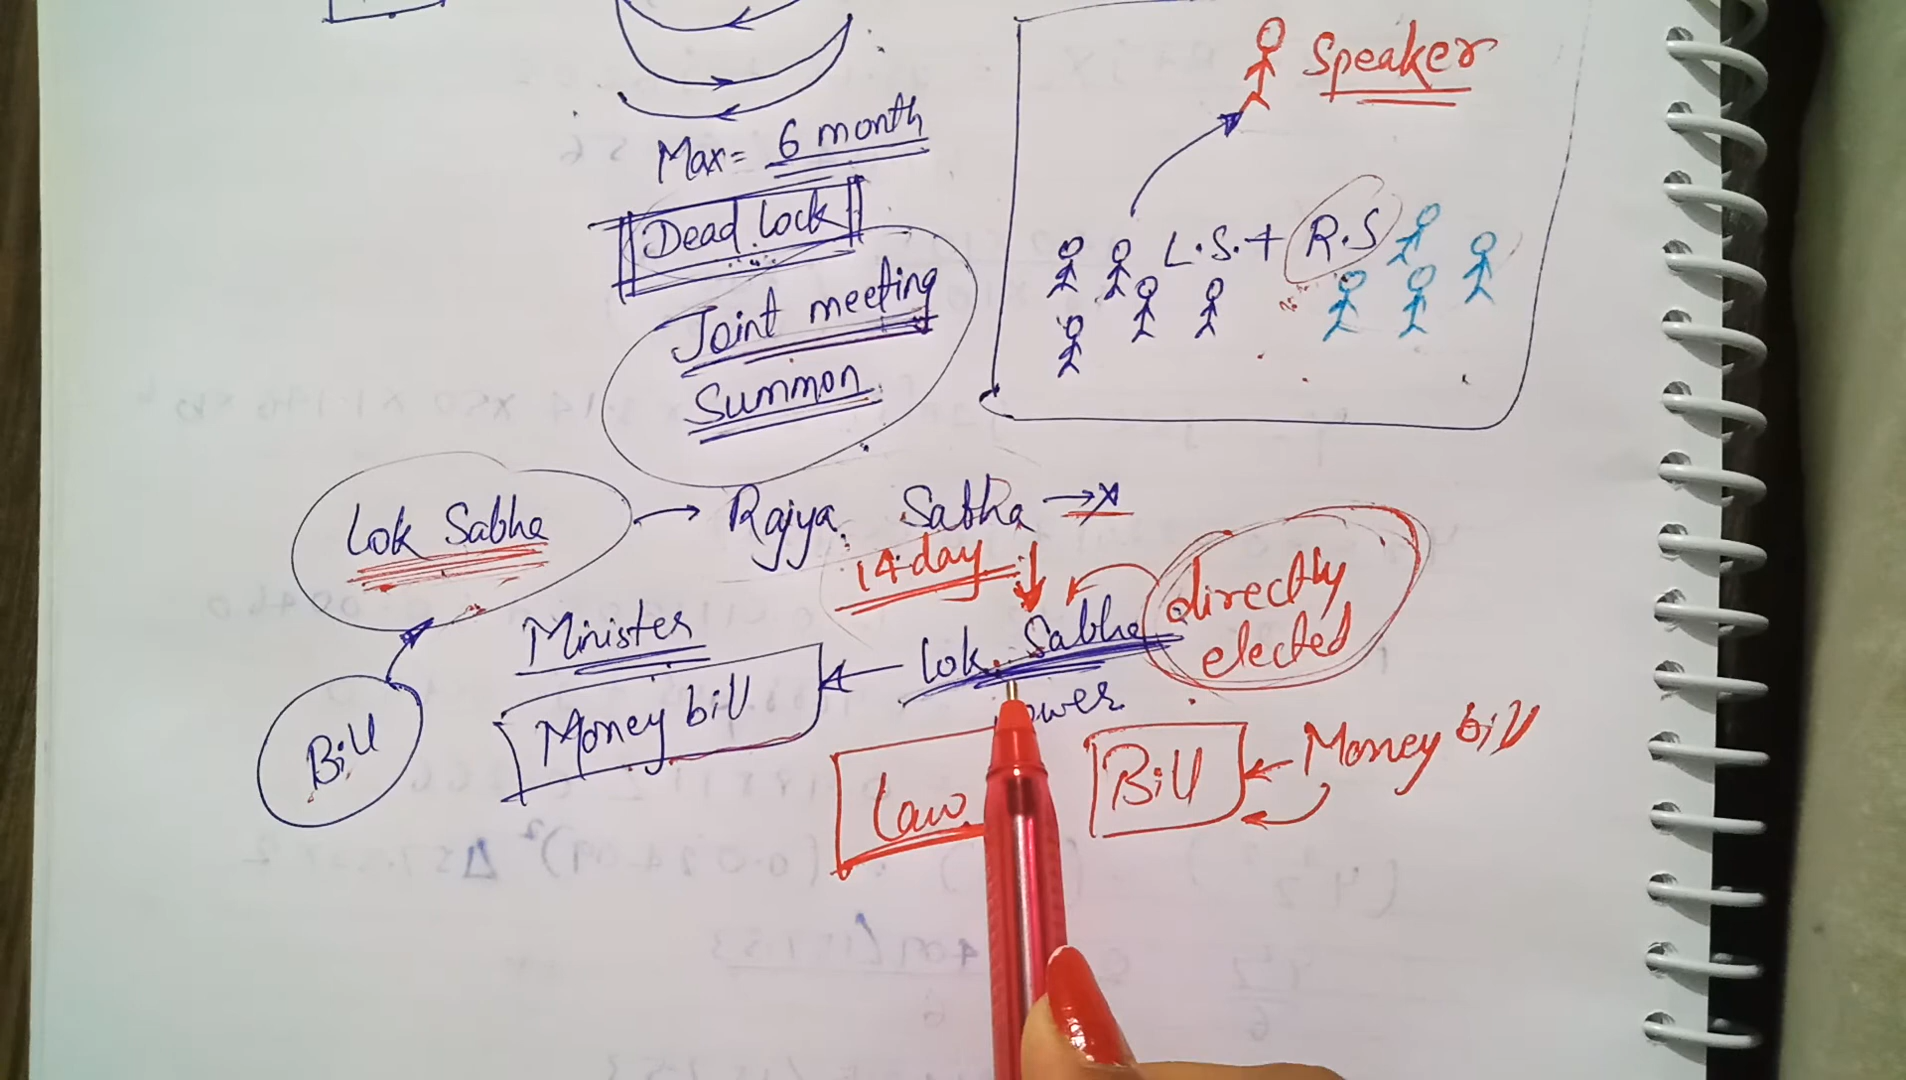 Speaker
Max= 6 month
Dead lock
L.S.+ R.S
Joint meeting
Summon
Lok Sabha → Rajya Sabha → x
14 day
directly
elected
Minister
Lok Sabha
Bill
Money bill
Law
Bill
Money bill